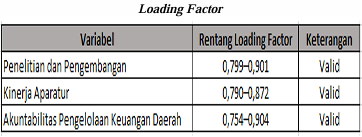 Loading Factor
Variabel Rentang Loading Factor Keterangan
Penelitian dan Pengembangan 0,799–0,901 Valid
Kinerja Aparatur 0,790–0,872 Valid
Akuntabilitas Pengelolaan Keuangan Daerah 0,754–0,904 Valid